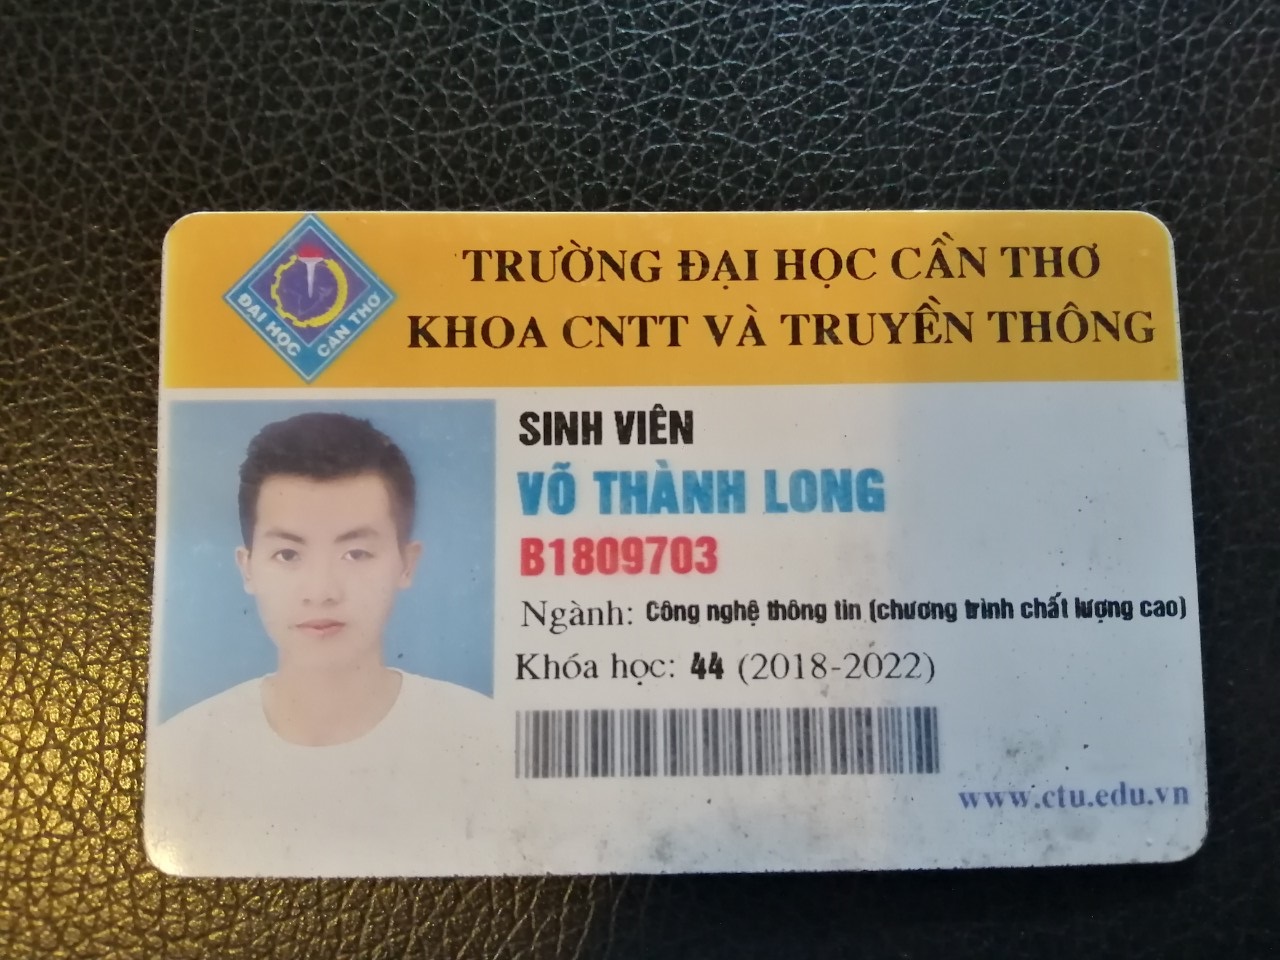 TRƯỜNG ĐẠI HỌC CẦN THƠ
KHOA CNTT VÀ TRUYỀN THÔNG
ĐẠI HỌC CẦN THƠ
SINH VIÊN
VÕ THÀNH LONG
B1809703
Ngành: Công nghệ thông tin (chương trình chất lượng cao)
Khóa học: 44 (2018-2022)
www.ctu.edu.vn